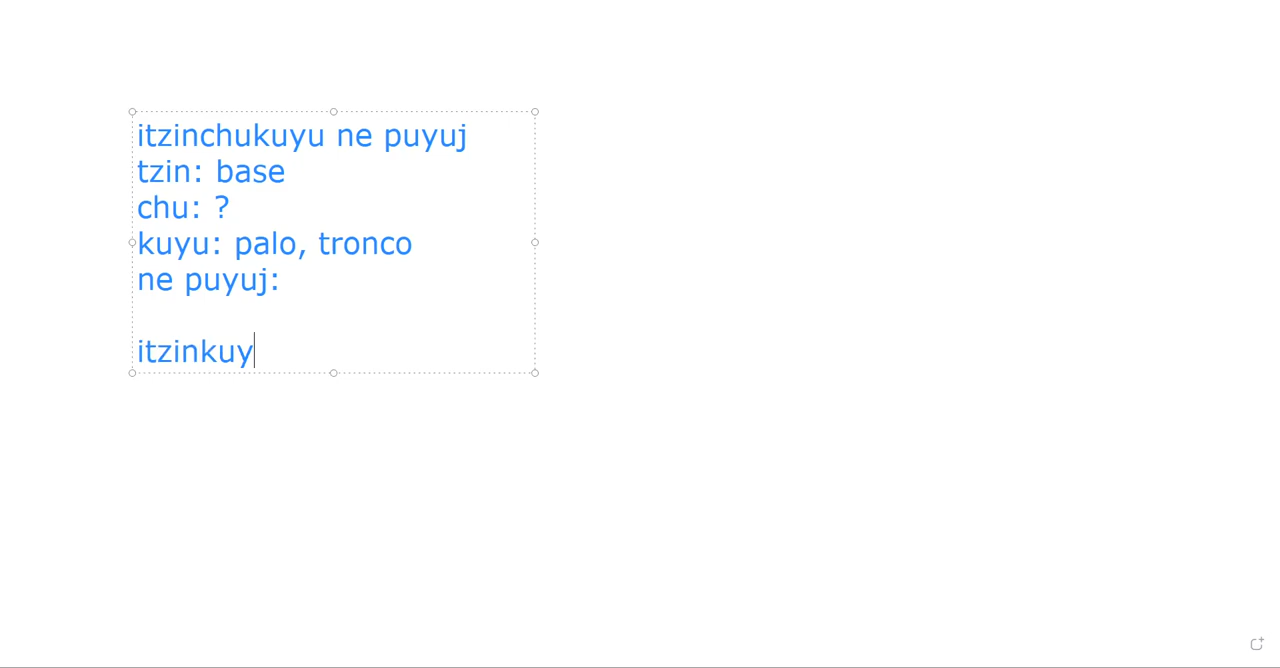 itzinchukuyu ne puyuj
tzin: base
chu: ?
kuyu: palo, tronco
ne puyuj:
itzinkuy